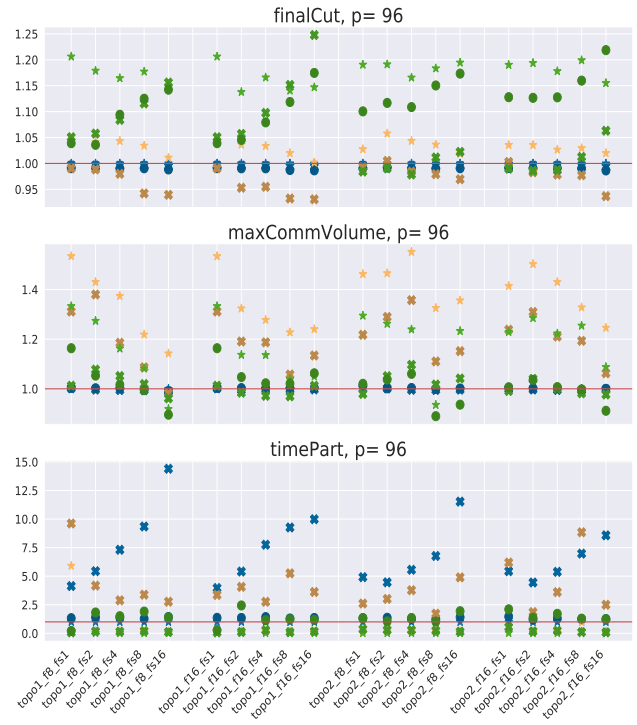 finalCut, p= 96
1.25
1.20
1.15
1.10
1.05
1.00
0.95
maxCommVolume, p= 96
1.4
1.2
1.0
timePart, p= 96
15.0
12.5
10.0
7.5
5.0
2.5
0.0
topo1_f8_fs1
topo1_f8_fs2
topo1_f8_fs4
topo1_f8_fs8
topo1_f8_fs16
topo1_f16_fs1
topo1_f16_fs2
topo1_f16_fs4
topo1_f16_fs8
topo1_f16_fs16
topo2_f8_fs1
topo2_f8_fs2
topo2_f8_fs4
topo2_f8_fs8
topo2_f8_fs16
topo2_f16_fs1
topo2_f16_fs2
topo2_f16_fs4
topo2_f16_fs8
topo2_f16_fs16